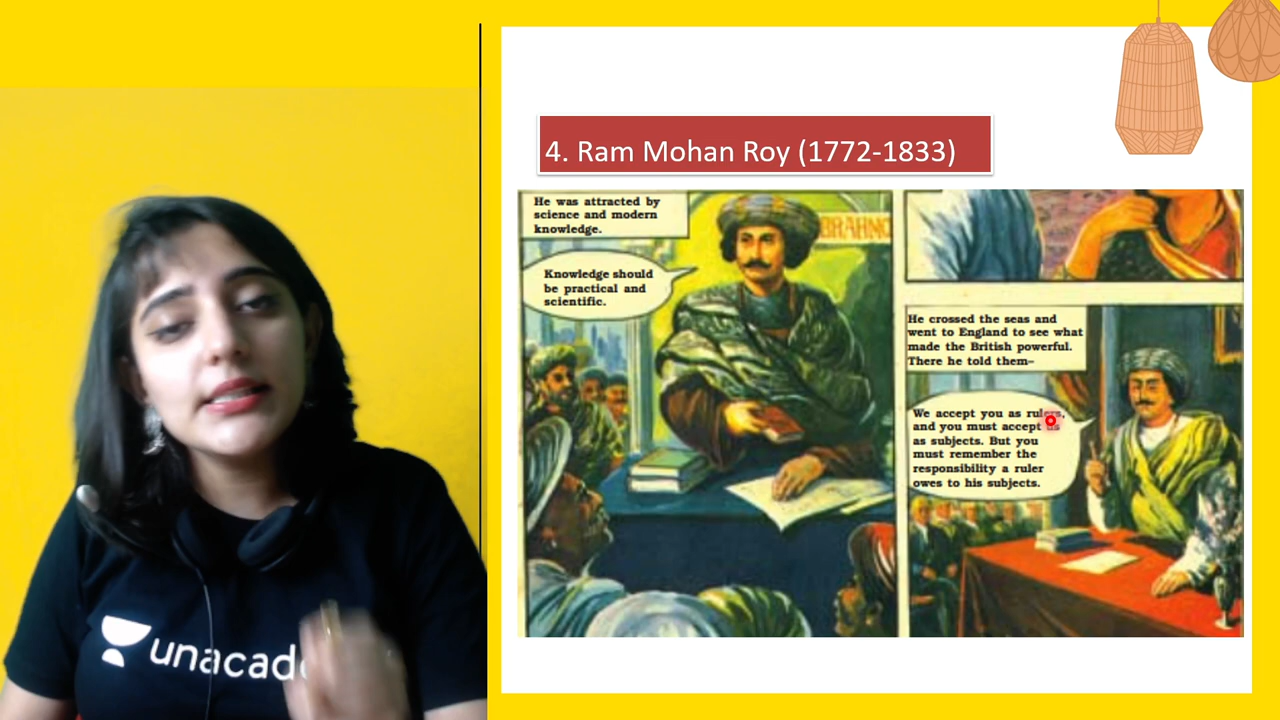 4. Ram Mohan Roy (1772-1833)
He was attracted by
science and modern
knowledge.
Knowledge should
be practical and
scientific.
BRAHMO
He crossed the seas and
went to England to see what
made the British powerful.
There he told them–
We accept you as rulers,
and you must accept us
as subjects. But you
must remember the
responsibility a ruler
owes to his subjects.
unacade